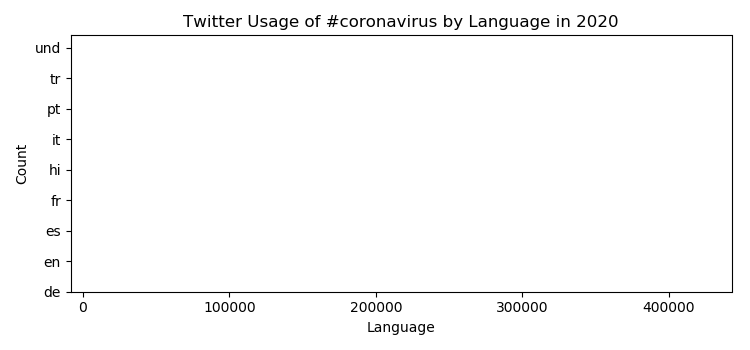 Twitter Usage of #coronavirus by Language in 2020
und
tr
pt
it
hi
fr
es
en
de
Count
0 100000 200000 300000 400000
Language